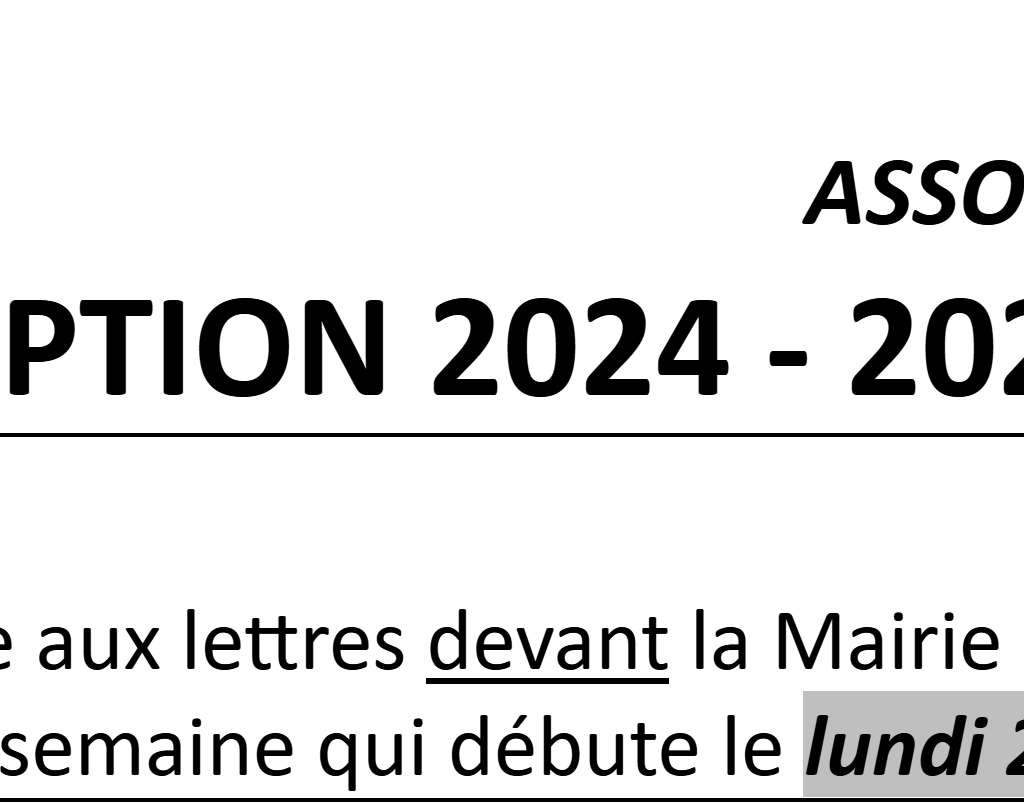 ASSO
PTION 2024 - 202
e aux lettres devant la Mairie
semaine qui débute le lundi 2